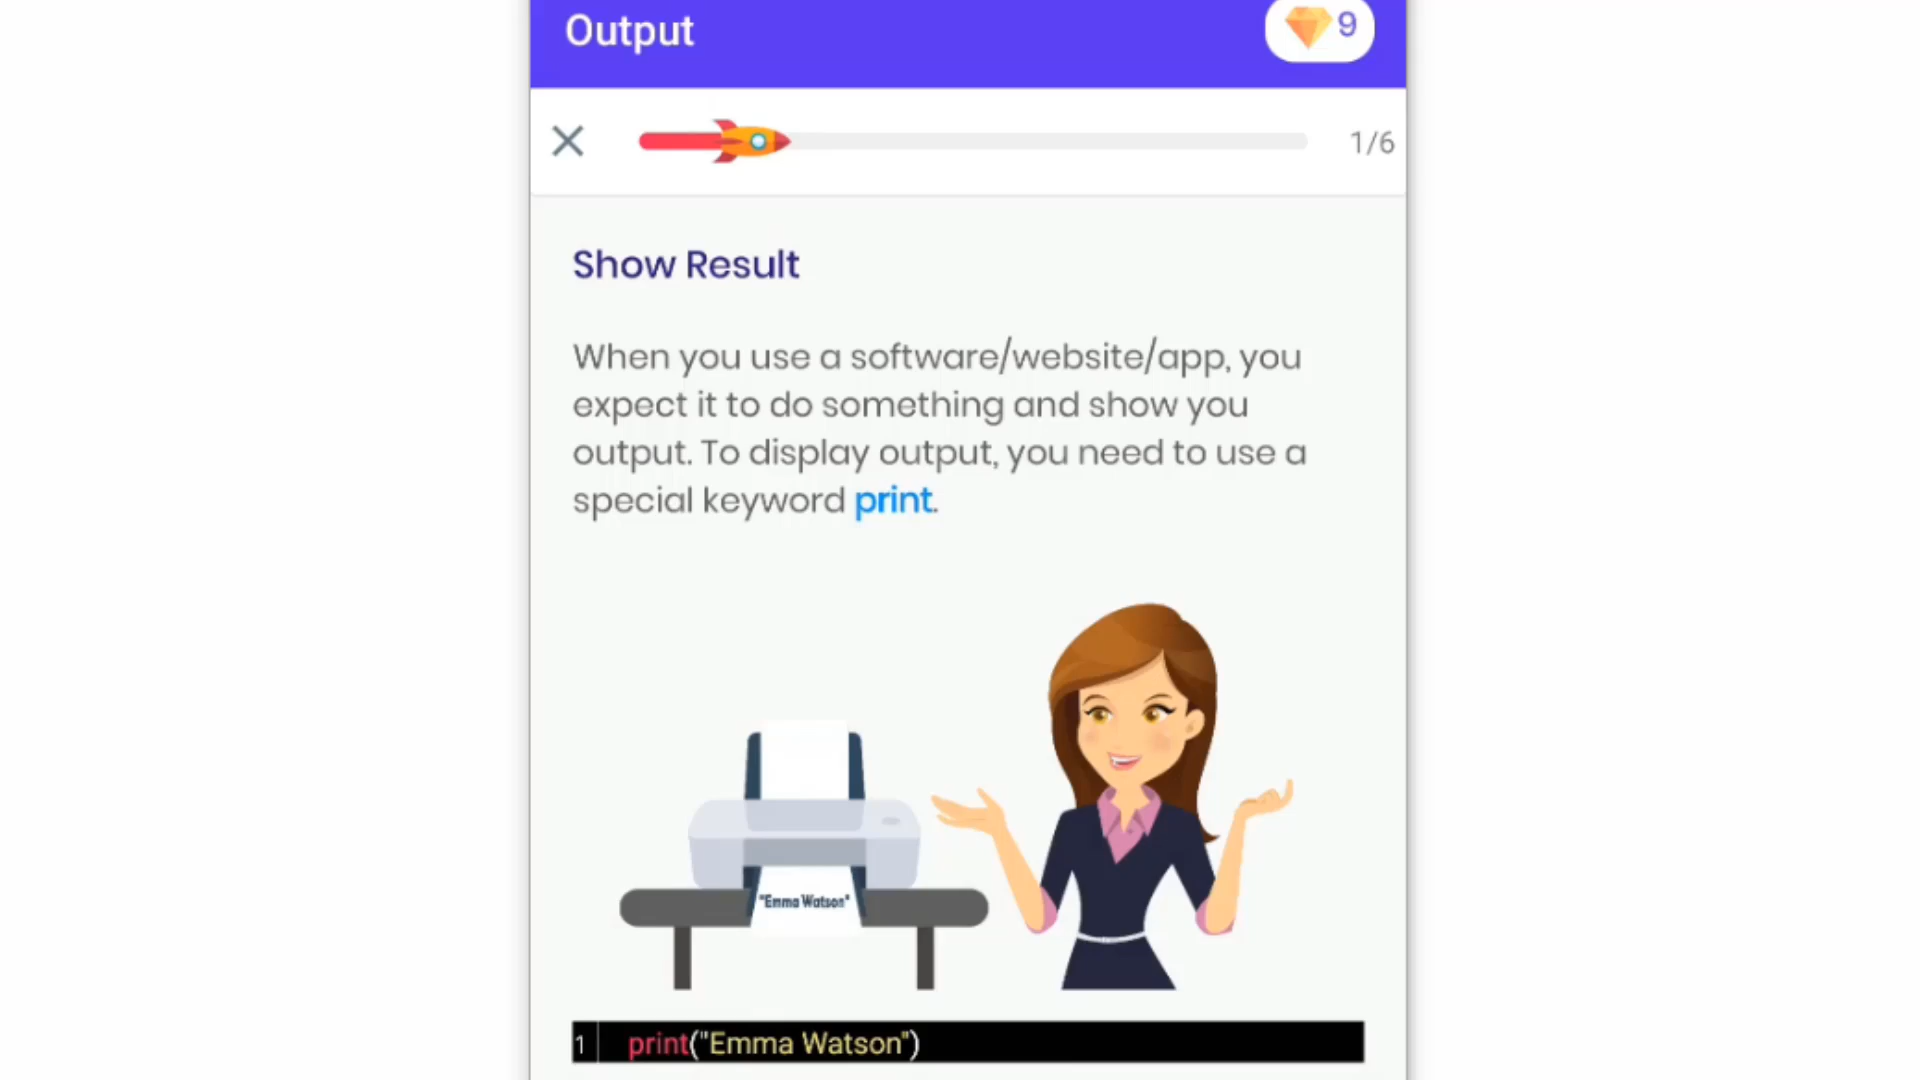 Output
9
1/6
Show Result
When you use a software/website/app, you
expect it to do something and show you
output. To display output, you need to use a
special keyword print.
"Emma Watson"
1 print("Emma Watson")